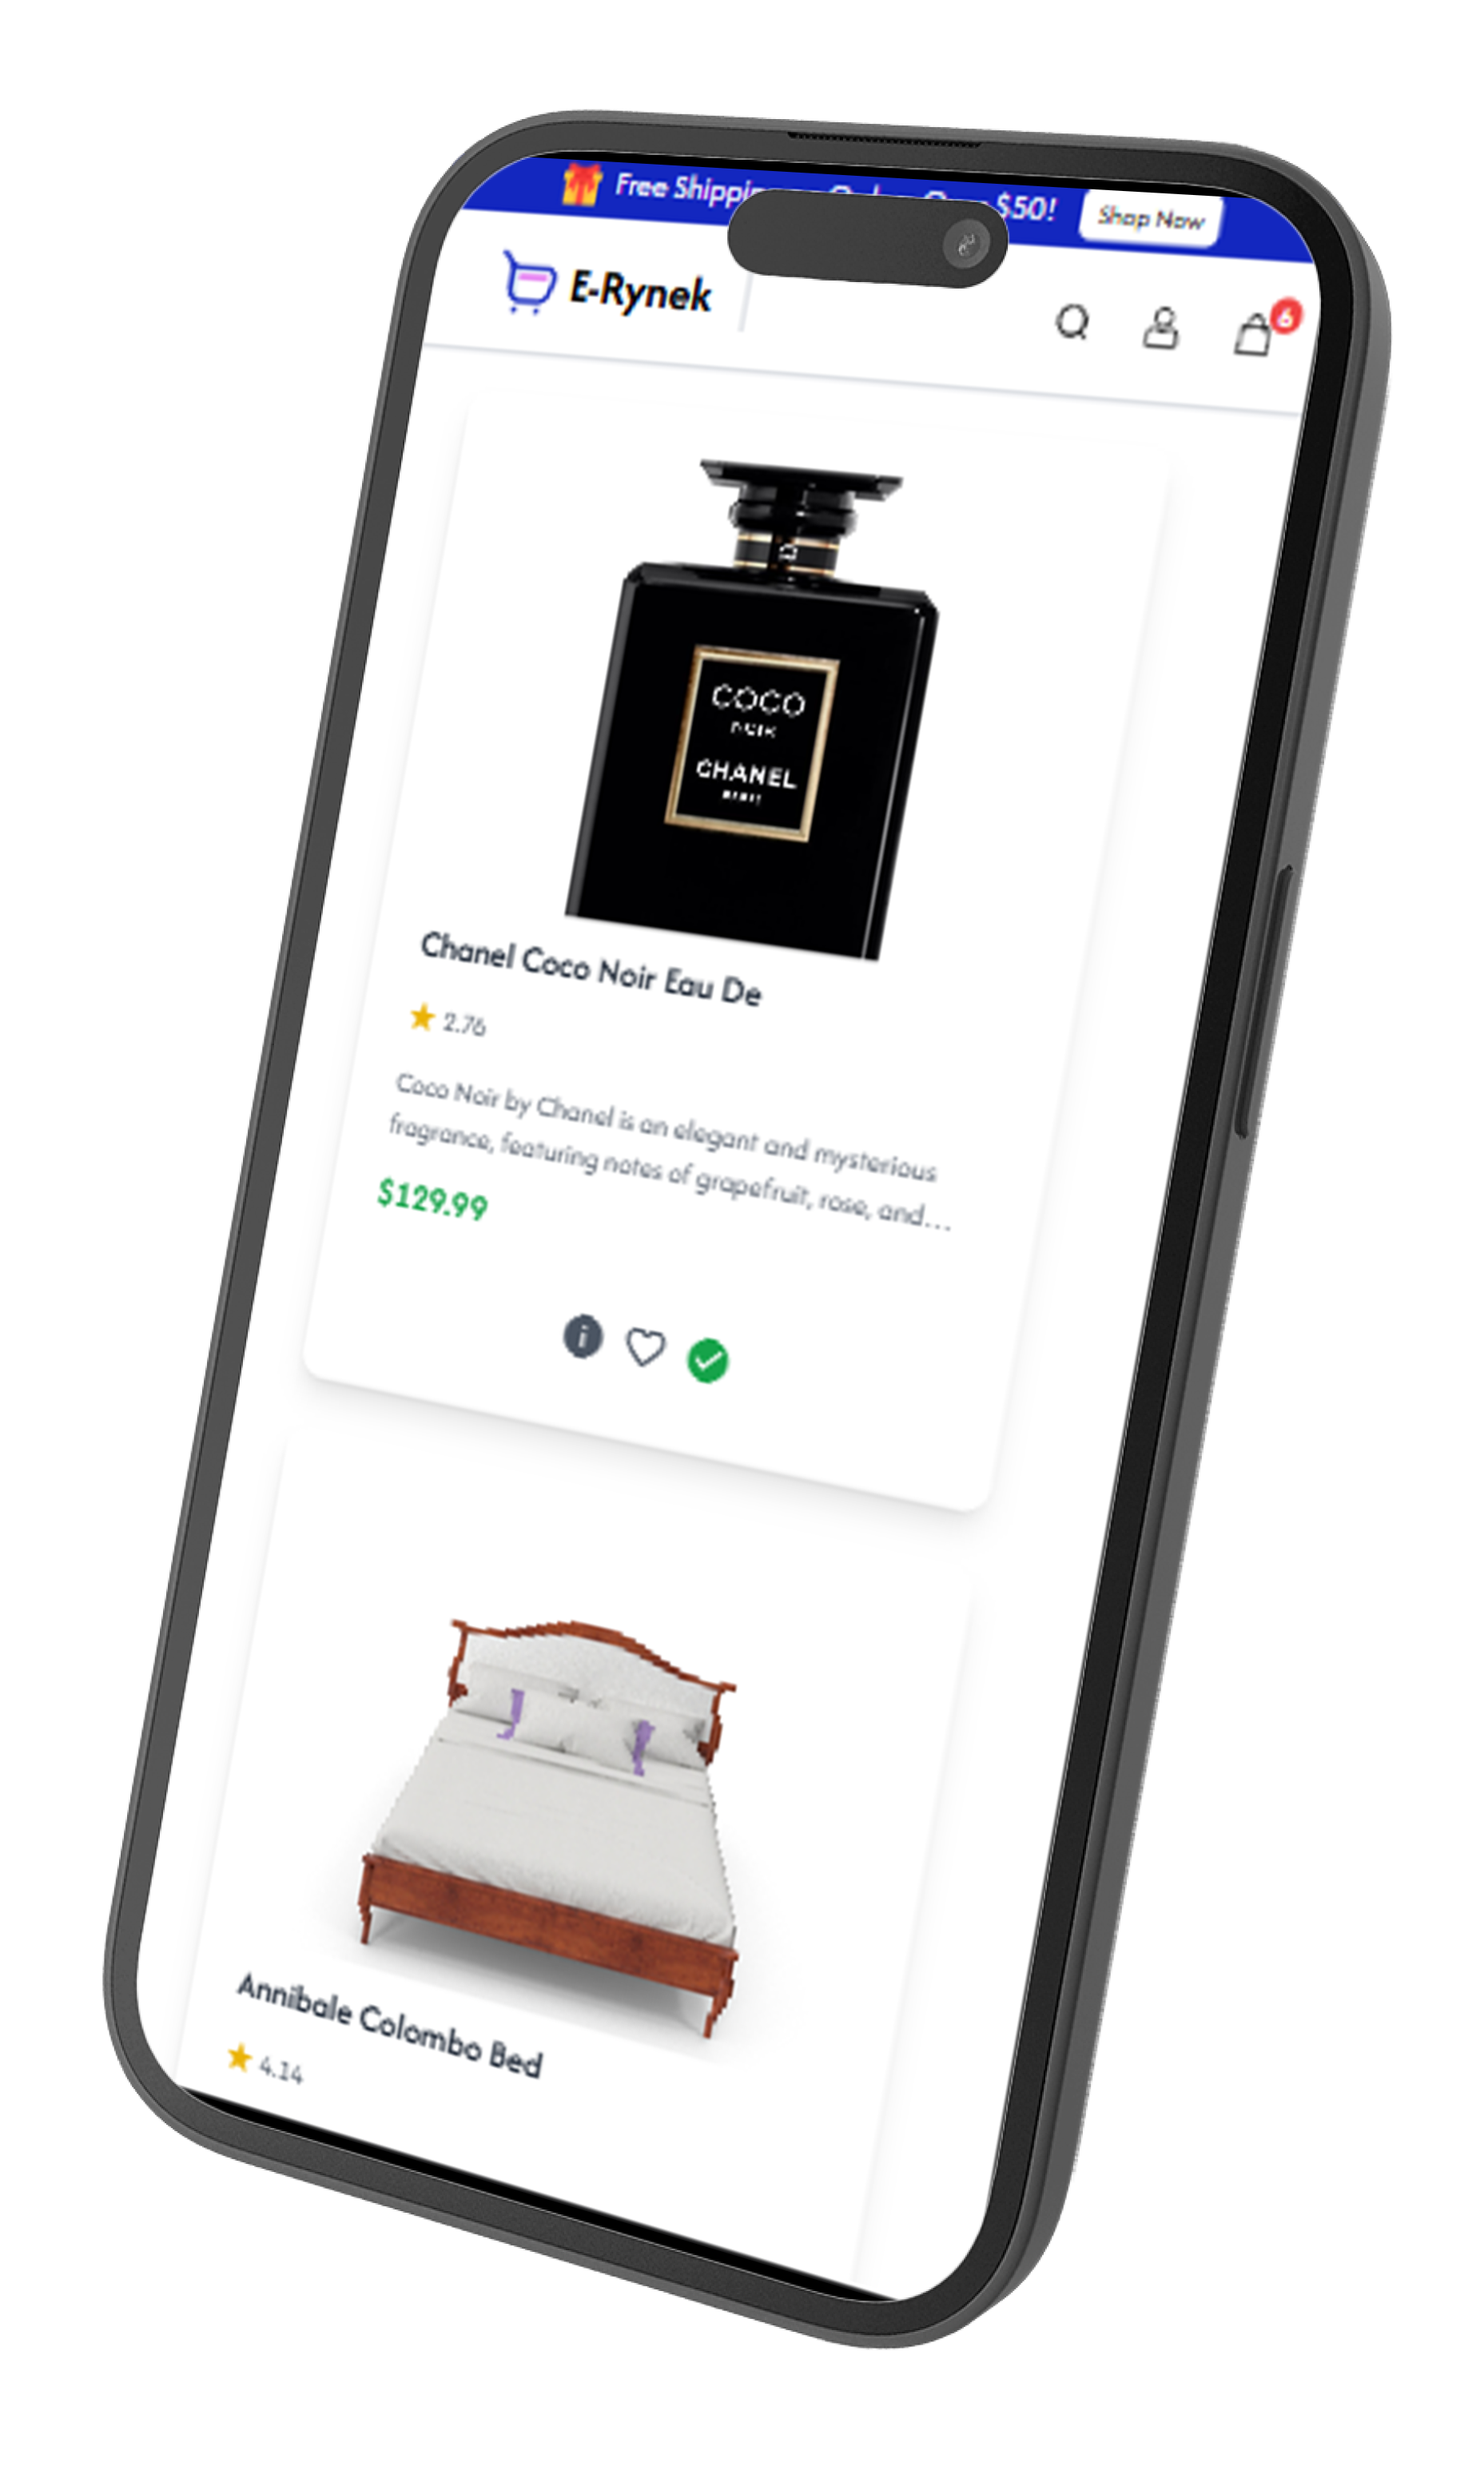 Free Shipping $50!
Shop Now
E-Rynek
6
COCO
NOIR
CHANEL
PARIS
Chanel Coco Noir Eau De
2.76
Coco Noir by Chanel is an elegant and mysterious
fragrance, featuring notes of grapefruit, rose, and...
$129.99
Annibale Colombo Bed
4.14